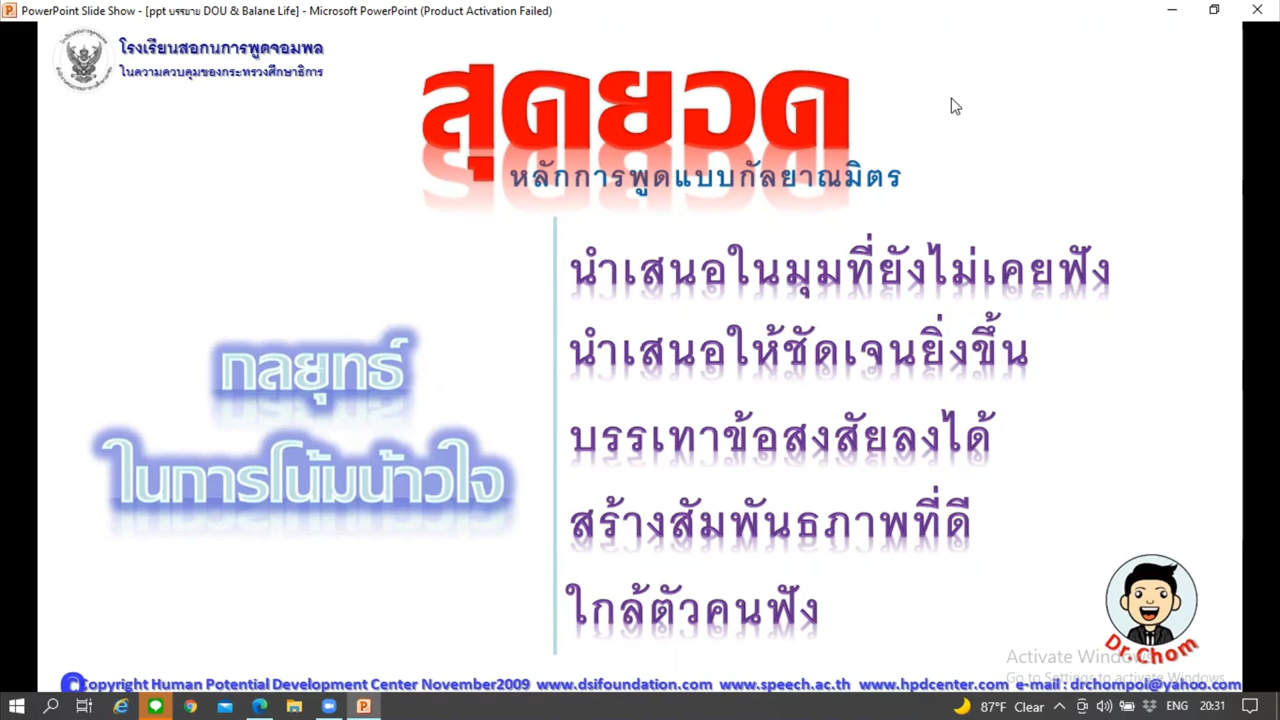 PowerPoint Slide Show - [ppt บรรยาย DOU & Balane Life] - Microsoft PowerPoint (Product Activation Failed)
โรงเรียนสอกนการพูดจอมพล
ในความควบคุมของกระทรวงศึกษาธิการ
สุดยอด
หลักการพูดแบบกัลยาณมิตร
กลยุทธ์
ในการโน้มน้าวใจ
นำเสนอในมุมที่ยังไม่เคยฟัง
นำเสนอให้ชัดเจนยิ่งขึ้น
บรรเทาข้อสงสัยลงได้
สร้างสัมพันธภาพที่ดี
ใกล้ตัวคนฟัง
Dr.Chom
Activate Windows
Go to Settings to activate Windows.
Copyright Human Potential Development Center November2009 www.dsifoundation.com www.speech.ac.th www.hpdcenter.com e-mail : drchompol@yahoo.com
87°F Clear ENG 20:31